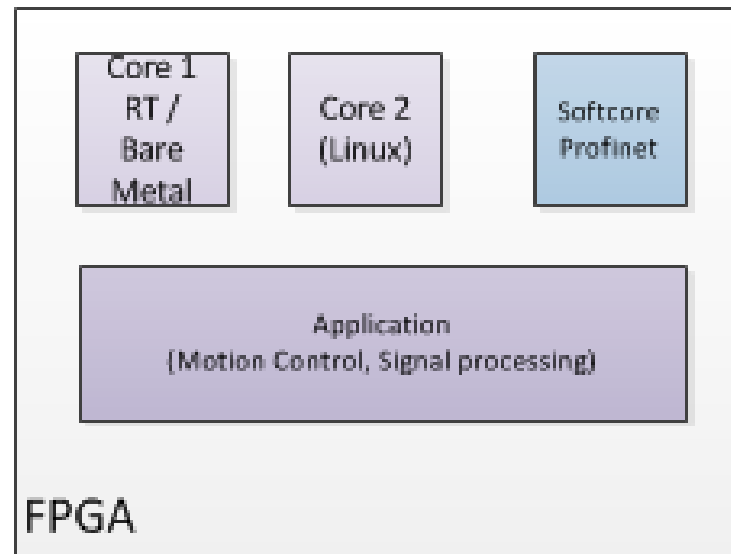 Core 1
RT /
Bare
Metal
Core 2
(Linux)
Softcore
Profinet
Application
(Motion Control, Signal processing)
FPGA